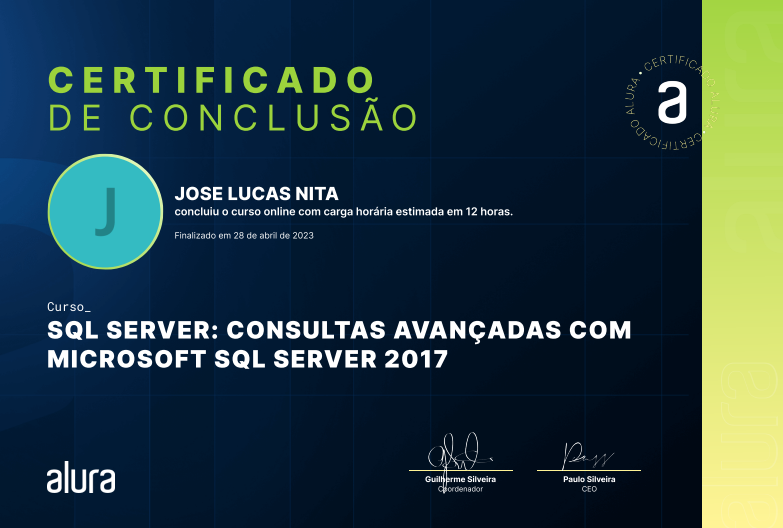 CERTIFICADO
DE CONCLUSÃO
CERTIFICADO ALURA • CERTIFICADO ALURA •
a
J
JOSE LUCAS NITA
concluiu o curso online com carga horária estimada em 12 horas.
Finalizado em 28 de abril de 2023
Curso_
SQL SERVER: CONSULTAS AVANÇADAS COM
MICROSOFT SQL SERVER 2017
alura
Guilherme Silveira
Coordenador
Paulo Silveira
CEO